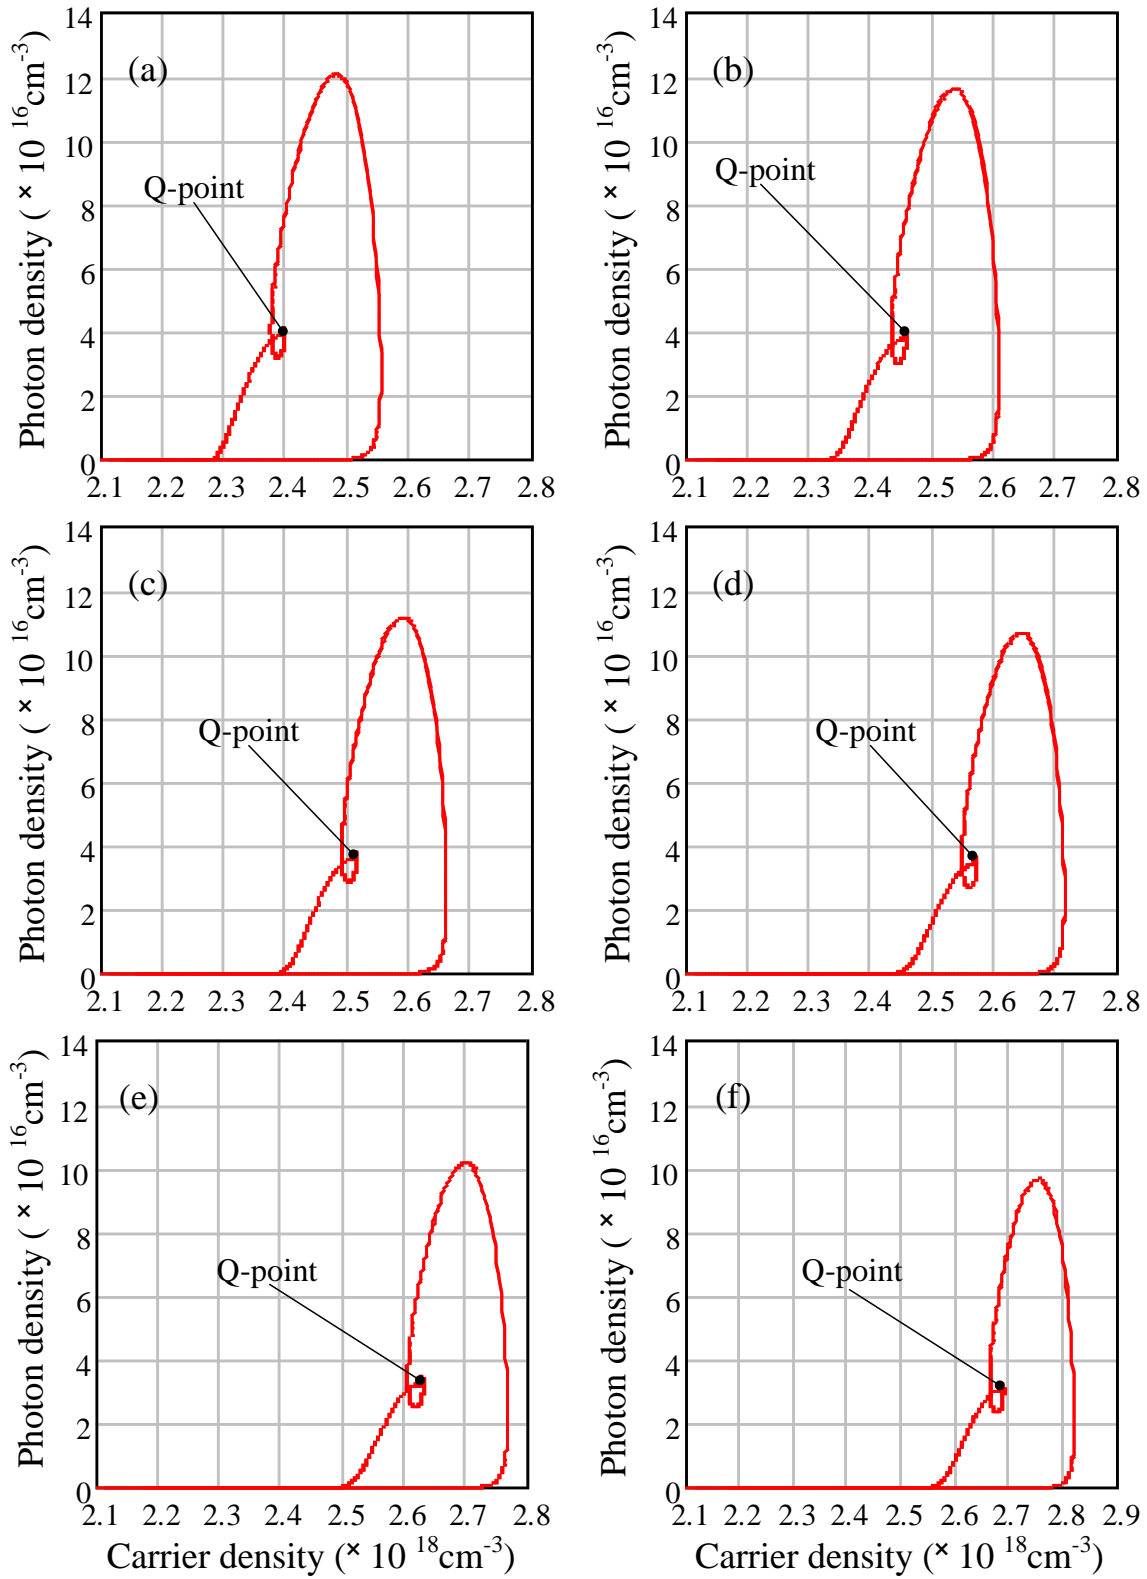 (a)
Photon density ( × 10 16cm-3)
14
12
10
8
6
4
2
0
Q-point
2.1 2.2 2.3 2.4 2.5 2.6 2.7 2.8
(b)
Photon density ( × 10 16cm-3)
14
12
10
8
6
4
2
0
Q-point
2.1 2.2 2.3 2.4 2.5 2.6 2.7 2.8
(c)
Photon density ( × 10 16cm-3)
14
12
10
8
6
4
2
0
Q-point
2.1 2.2 2.3 2.4 2.5 2.6 2.7 2.8
(d)
Photon density ( × 10 16cm-3)
14
12
10
8
6
4
2
0
Q-point
2.1 2.2 2.3 2.4 2.5 2.6 2.7 2.8
(e)
Photon density ( × 10 16cm-3)
14
12
10
8
6
4
2
0
Q-point
2.1 2.2 2.3 2.4 2.5 2.6 2.7 2.8
Carrier density (× 10 18cm-3)
(f)
Photon density ( × 10 16cm-3)
14
12
10
8
6
4
2
0
Q-point
2.1 2.2 2.3 2.4 2.5 2.6 2.7 2.8 2.9
Carrier density (× 10 18cm-3)